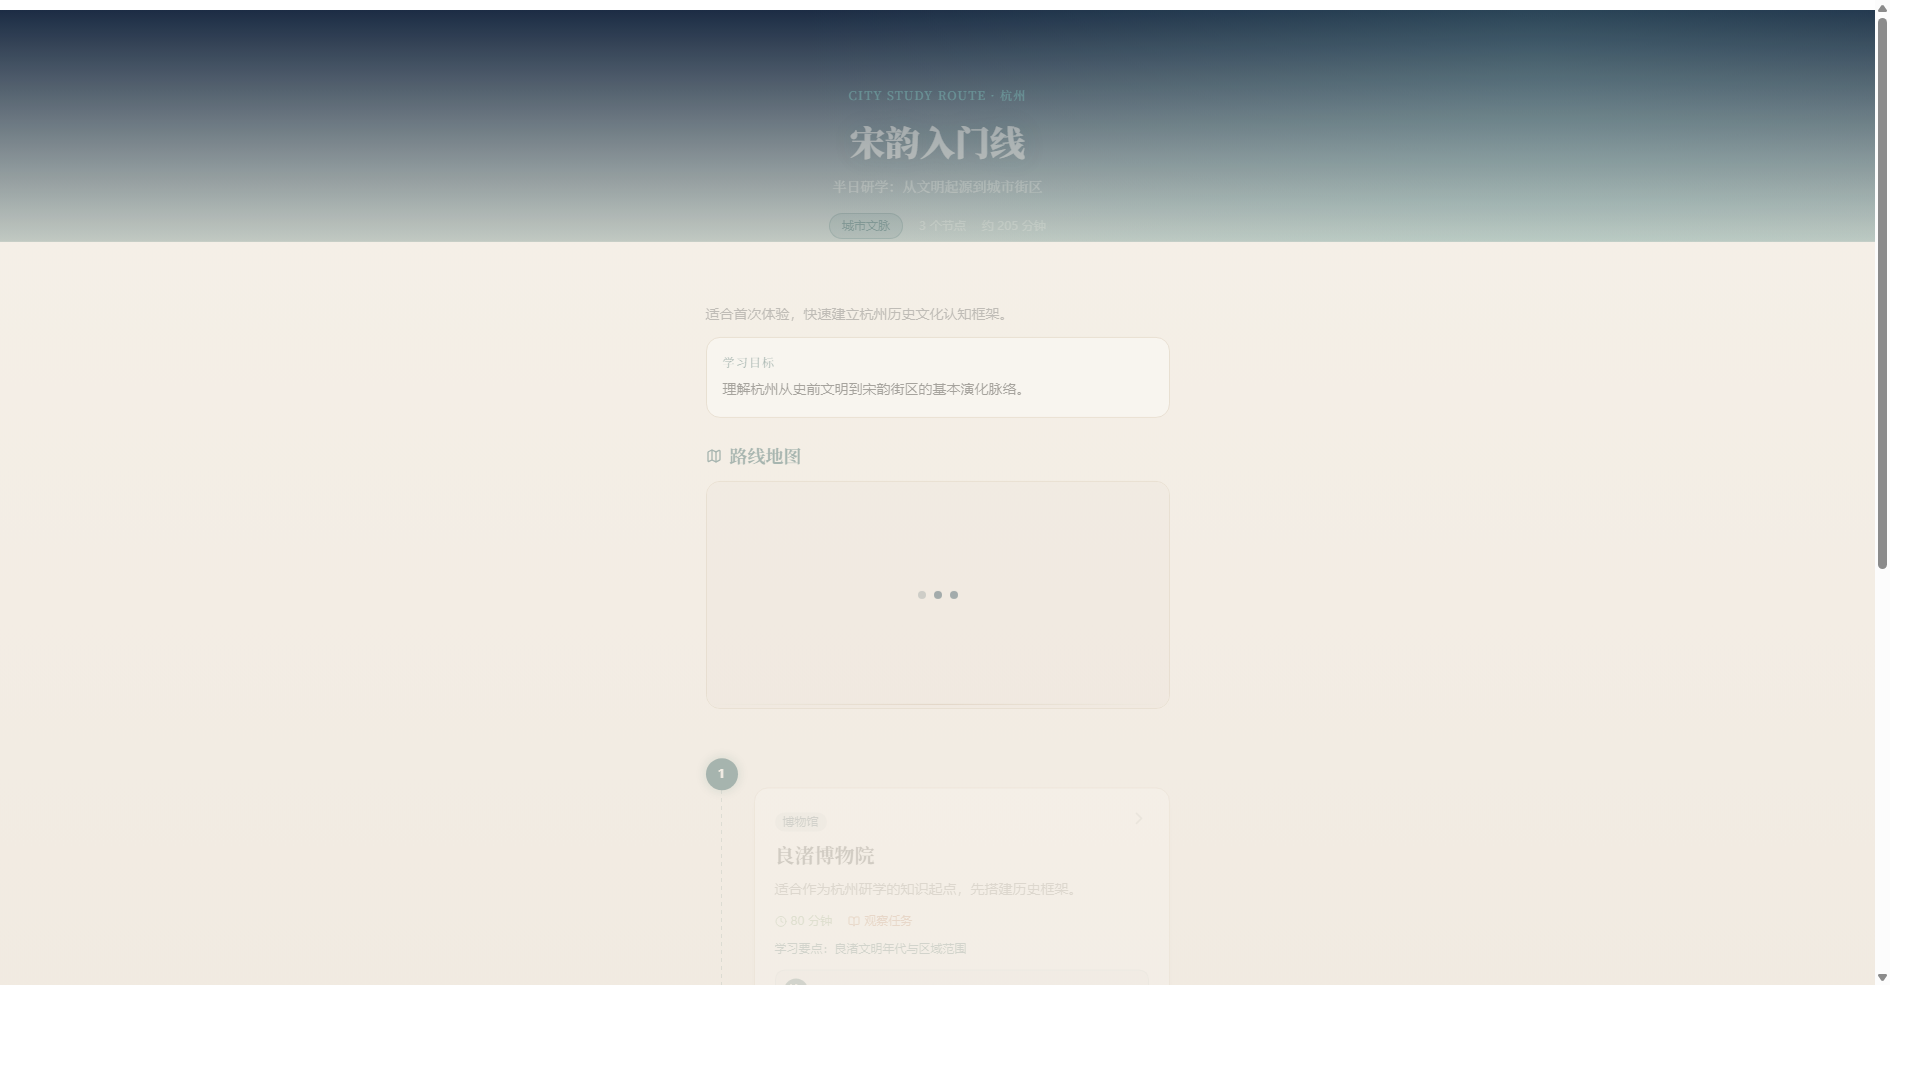 CITY STUDY ROUTE · 杭州
宋韵入门线
半日研学：从文明起源到城市街区
城市文脉 3 个节点 约 205 分钟
适合首次体验，快速建立杭州历史文化认知框架。
学习目标
理解杭州从史前文明到宋韵街区的基本演化脉络。
路线地图
1
博物馆
良渚博物院
适合作为杭州研学的知识起点，先搭建历史框架。
80 分钟 观察任务
学习要点：良渚文明年代与区域范围